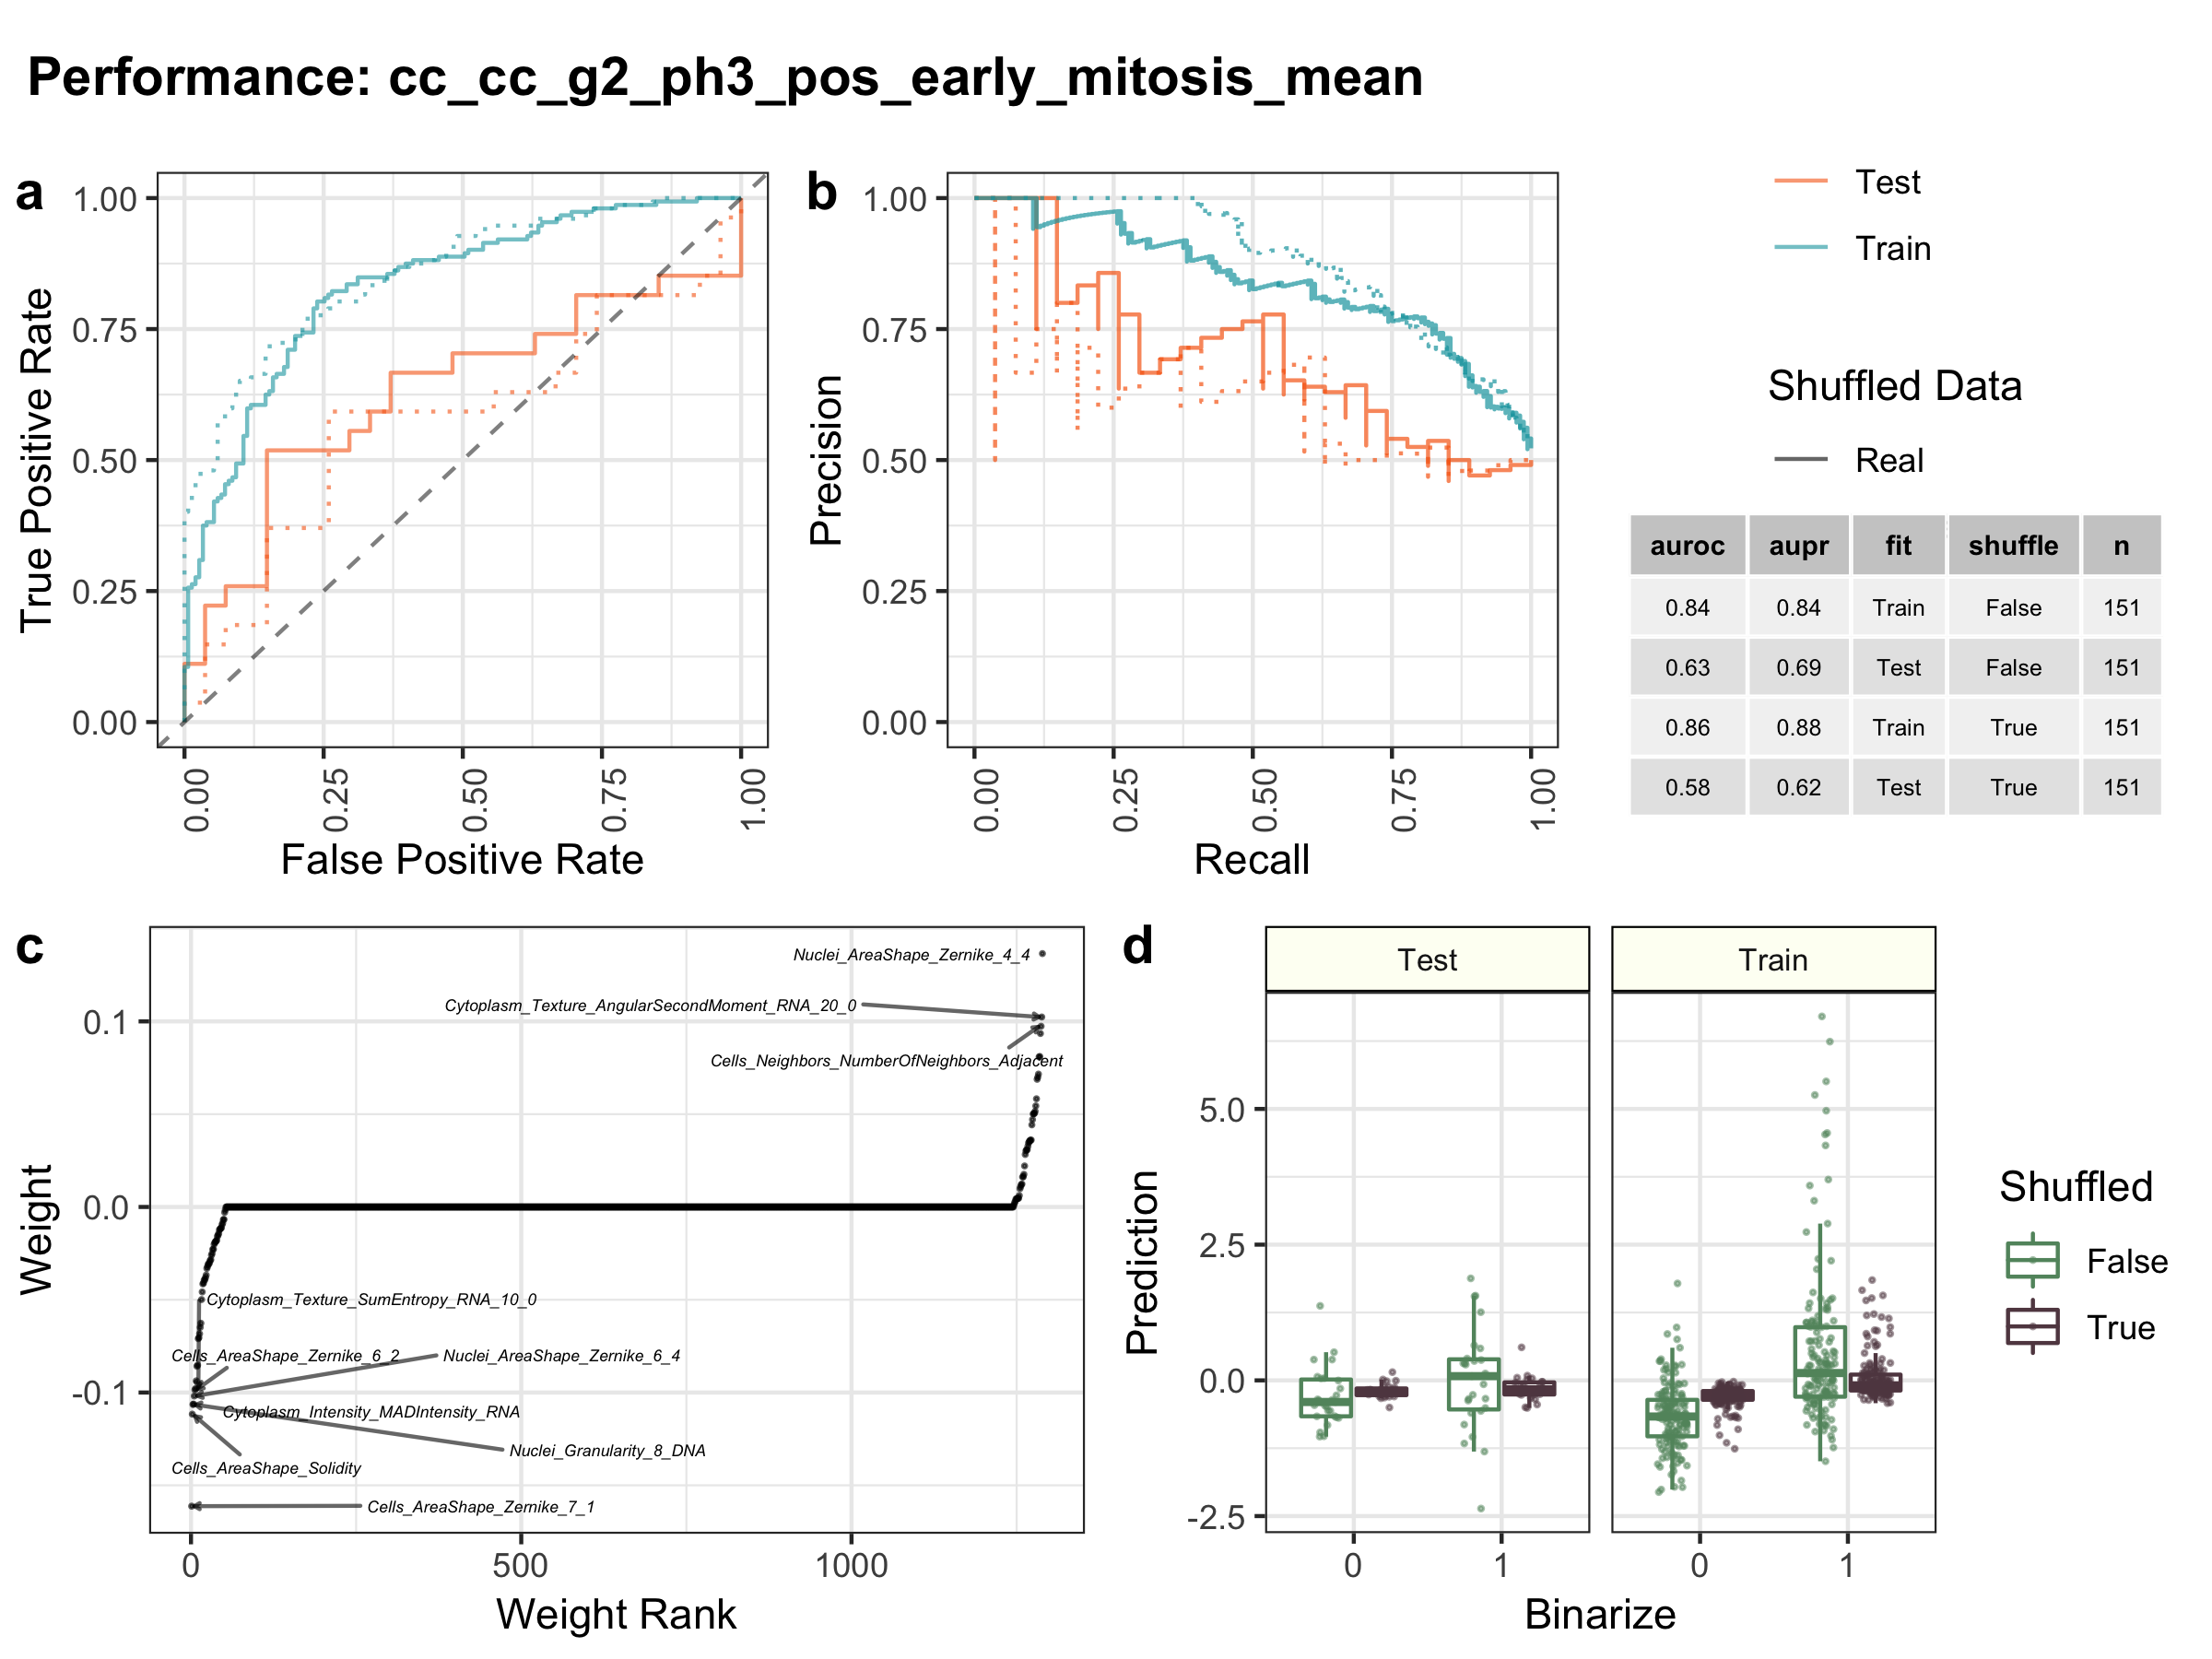 Performance: cc_cc_g2_ph3_pos_early_mitosis_mean
a
1.00
0.75
0.50
0.25
0.00
True Positive Rate
0.00
0.25
0.50
0.75
1.00
False Positive Rate
b
1.00
0.75
0.50
0.25
0.00
Precision
0.00
0.25
0.50
0.75
1.00
Recall
Test
Train
Shuffled Data
Real
auroc aupr fit shuffle n
0.84 0.84 Train False 151
0.63 0.69 Test False 151
0.86 0.88 Train True 151
0.58 0.62 Test True 151
c
0.1
0.0
-0.1
Weight
Nuclei_AreaShape_Zernike_4_4
Cytoplasm_Texture_AngularSecondMoment_RNA_20_0
Cells_Neighbors_NumberOfNeighbors_Adjacent
Cytoplasm_Texture_SumEntropy_RNA_10_0
Cells_AreaShape_Zernike_6_2
Nuclei_AreaShape_Zernike_6_4
Cytoplasm_Intensity_MADIntensity_RNA
Nuclei_Granularity_8_DNA
Cells_AreaShape_Solidity
Cells_AreaShape_Zernike_7_1
0
500
1000
Weight Rank
d
Test
Train
5.0
2.5
0.0
-2.5
Prediction
0
1
0
1
Binarize
Shuffled
False
True